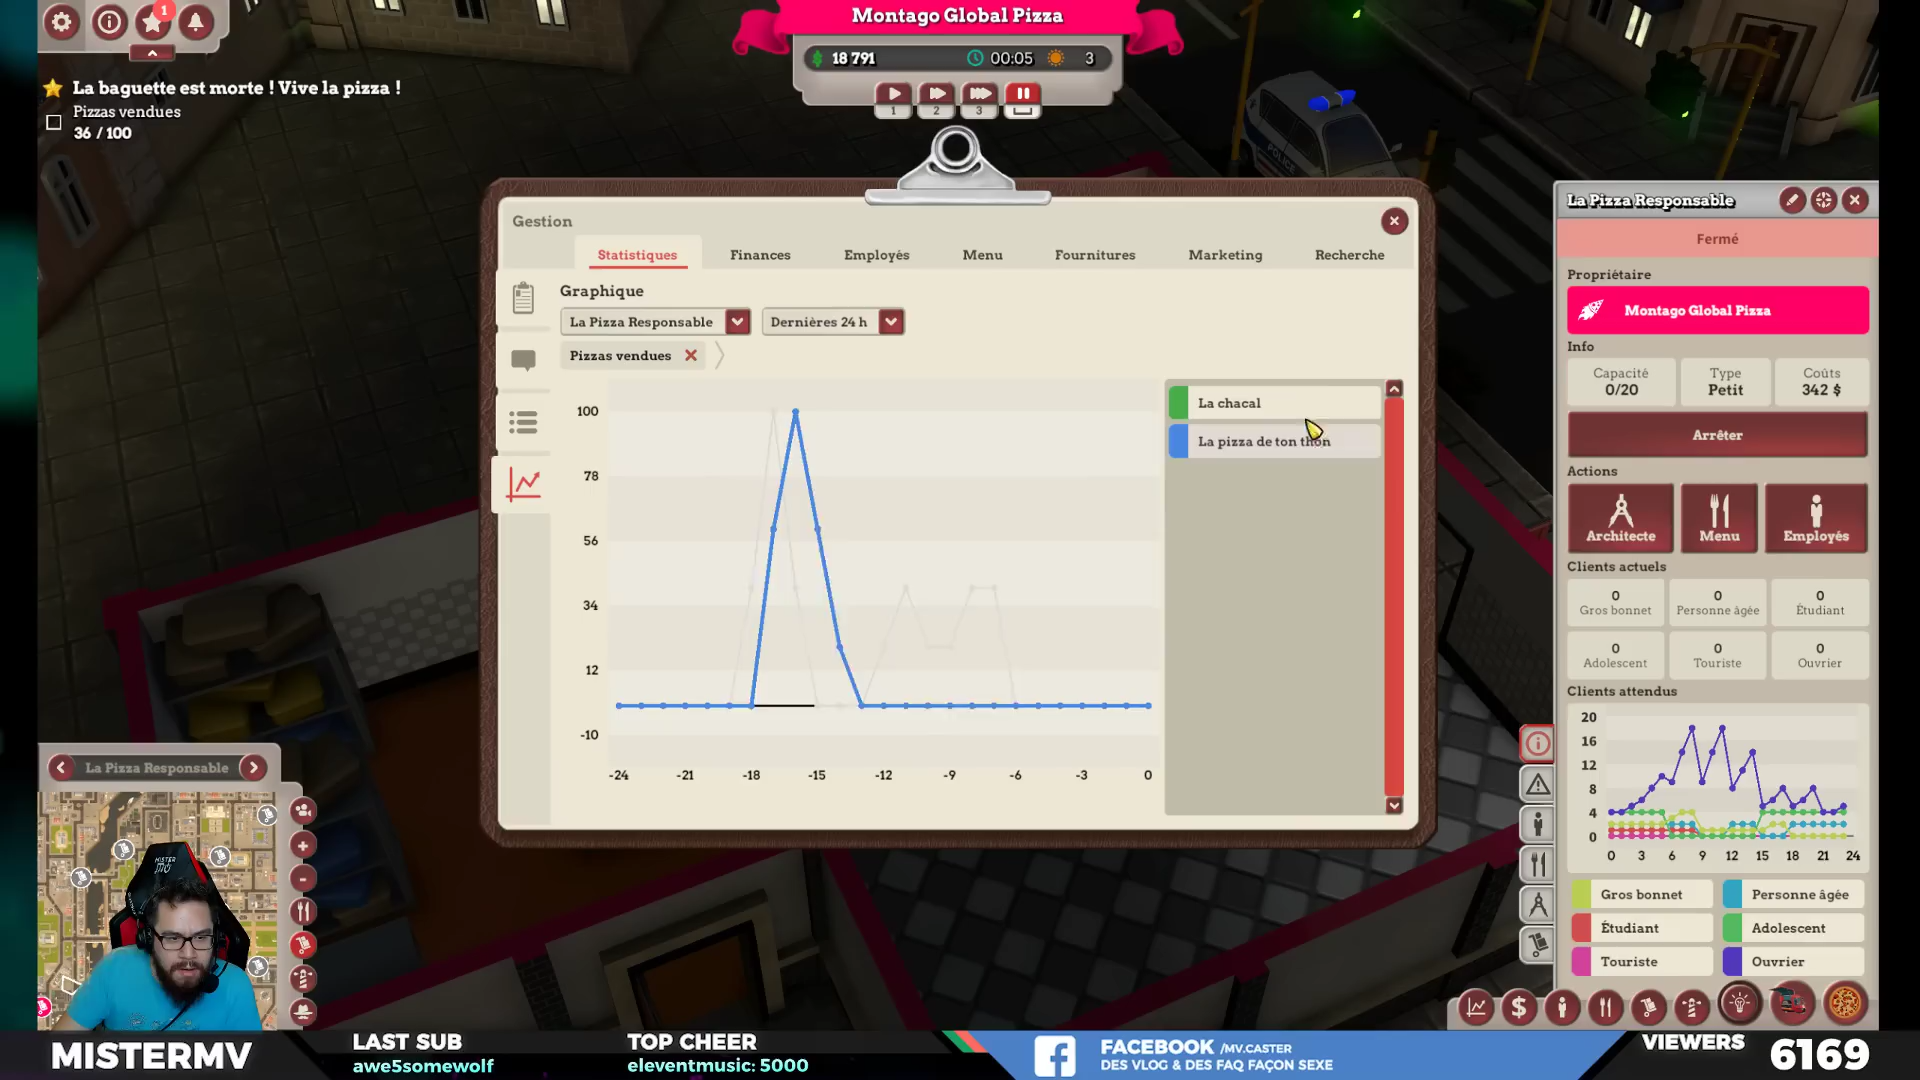 Montago Global Pizza
1
18 791
00:05
3
1
2
3
La baguette est morte ! Vive la pizza !
Pizzas vendues
36 / 100
POLICE
Gestion
Statistiques
Finances
Employés
Menu
Fournitures
Marketing
Recherche
Graphique
La Pizza Responsable
Dernières 24 h
Pizzas vendues
100
78
56
34
12
-10
-24
-21
-18
-15
-12
-9
-6
-3
0
La chacal
La pizza de ton thon
La Pizza Responsable
Fermé
Propriétaire
Montago Global Pizza
Info
Capacité
0/20
Type
Petit
Coûts
342 $
Arrêter
Actions
Architecte
Menu
Employés
Clients actuels
0
Gros bonnet
0
Personne âgée
0
Étudiant
0
Adolescent
0
Touriste
0
Ouvrier
Clients attendus
20
16
12
8
4
0
0
3
6
9
12
15
18
21
24
Gros bonnet
Personne âgée
Étudiant
Adolescent
Touriste
Ouvrier
La Pizza Responsable
MISTER
MV
MISTERMV
LAST SUB
awe5somewolf
TOP CHEER
eleventmusic: 5000
FACEBOOK /MV.CASTER
DES VLOG & DES FAQ FAÇON SEXE
VIEWERS
6169